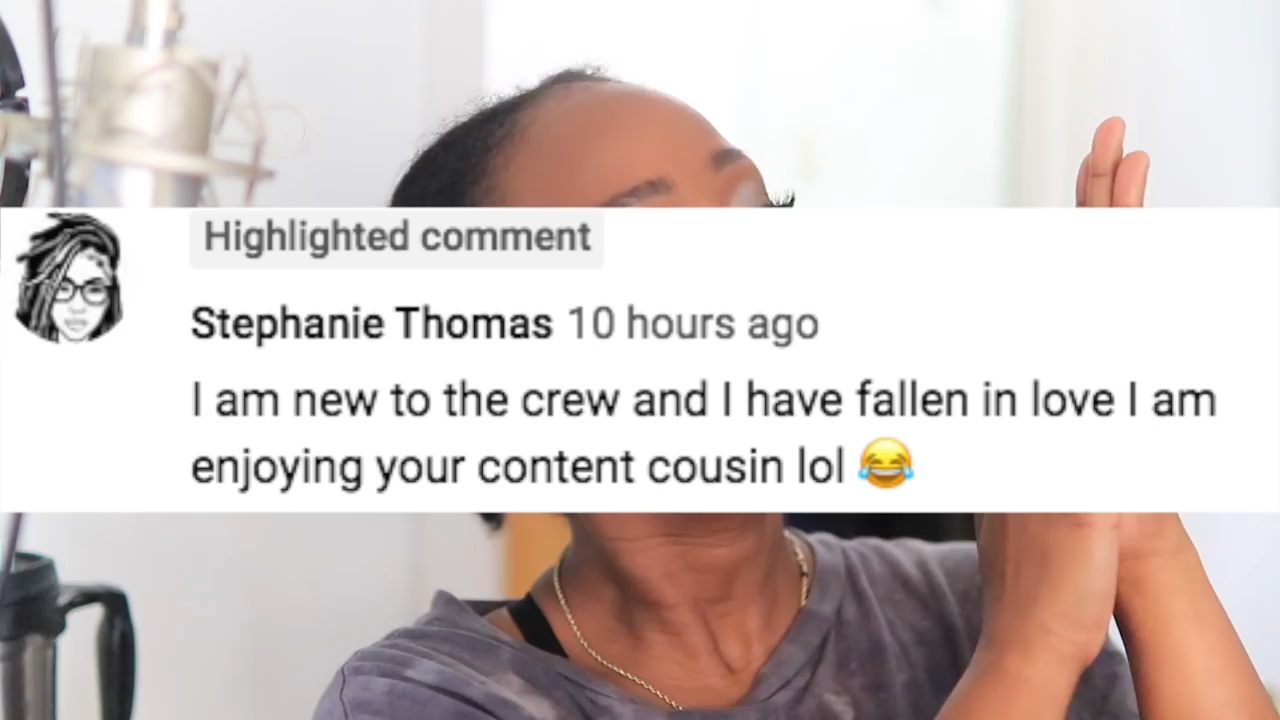 Highlighted comment
Stephanie Thomas 10 hours ago
I am new to the crew and I have fallen in love I am
enjoying your content cousin lol 😂